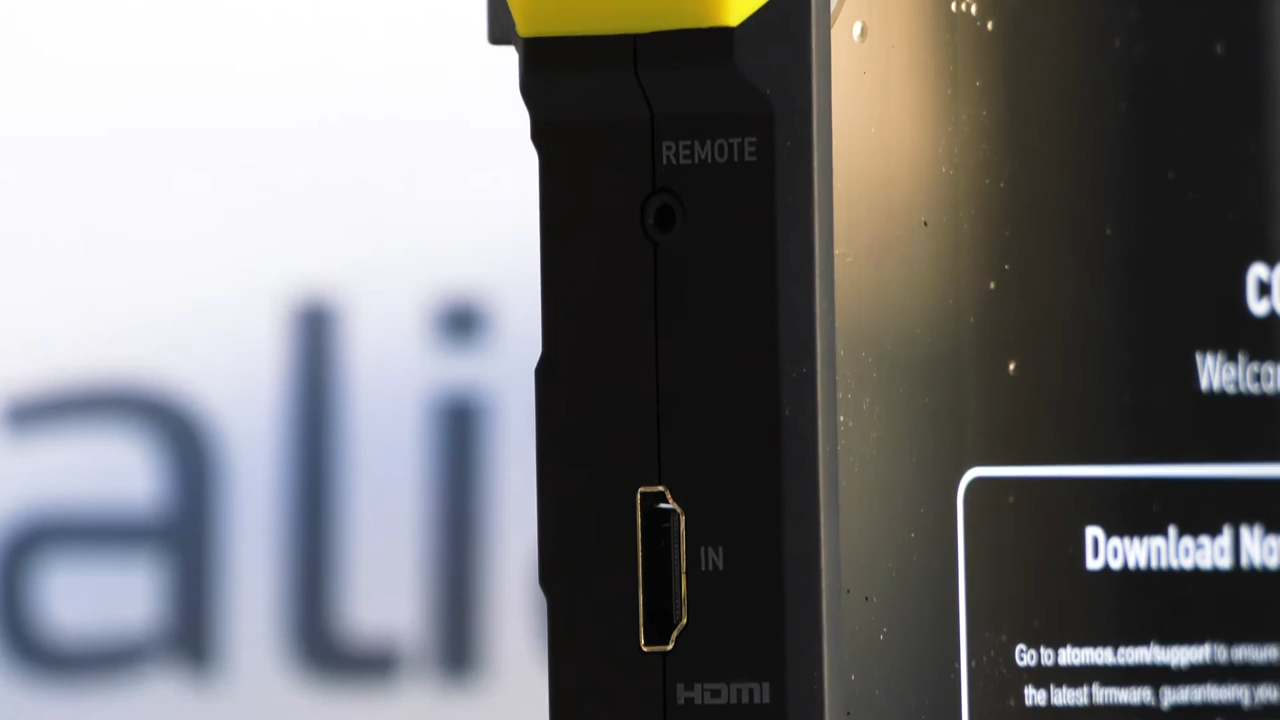 REMOTE
ali
IN
HDMI
CO
Welco
Download No
Go to atomos.com/support to ensure
the latest firmware, guaranteeing you